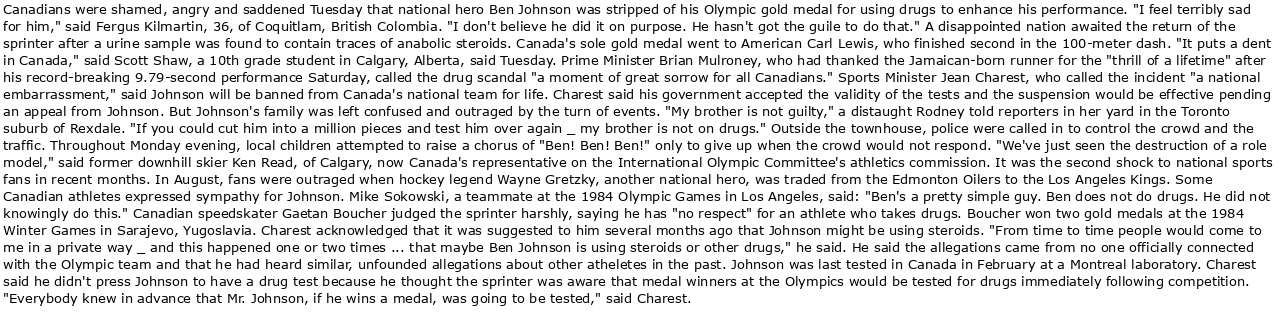 Canadians were shamed, angry and saddened Tuesday that national hero Ben Johnson was stripped of his Olympic gold medal for using drugs to enhance his performance. "I feel terribly sad
for him," said Fergus Kilmartin, 36, of Coquitlam, British Colombia. "I don't believe he did it on purpose. He hasn't got the guile to do that." A disappointed nation awaited the return of the
sprinter after a urine sample was found to contain traces of anabolic steroids. Canada's sole gold medal went to American Carl Lewis, who finished second in the 100-meter dash. "It puts a dent
in Canada," said Scott Shaw, a 10th grade student in Calgary, Alberta, said Tuesday. Prime Minister Brian Mulroney, who had thanked the Jamaican-born runner for the "thrill of a lifetime" after
his record-breaking 9.79-second performance Saturday, called the drug scandal "a moment of great sorrow for all Canadians." Sports Minister Jean Charest, who called the incident "a national
embarrassment," said Johnson will be banned from Canada's national team for life. Charest said his government accepted the validity of the tests and the suspension would be effective pending
an appeal from Johnson. But Johnson's family was left confused and outraged by the turn of events. "My brother is not guilty," a distaught Rodney told reporters in her yard in the Toronto
suburb of Rexdale. "If you could cut him into a million pieces and test him over again _ my brother is not on drugs." Outside the townhouse, police were called in to control the crowd and the
traffic. Throughout Monday evening, local children attempted to raise a chorus of "Ben! Ben! Ben!" only to give up when the crowd would not respond. "We've just seen the destruction of a role
model," said former downhill skier Ken Read, of Calgary, now Canada's representative on the International Olympic Committee's athletics commission. It was the second shock to national sports
fans in recent months. In August, fans were outraged when hockey legend Wayne Gretzky, another national hero, was traded from the Edmonton Oilers to the Los Angeles Kings. Some
Canadian athletes expressed sympathy for Johnson. Mike Sokowski, a teammate at the 1984 Olympic Games in Los Angeles, said: "Ben's a pretty simple guy. Ben does not do drugs. He did not
knowingly do this." Canadian speedskater Gaetan Boucher judged the sprinter harshly, saying he has "no respect" for an athlete who takes drugs. Boucher won two gold medals at the 1984
Winter Games in Sarajevo, Yugoslavia. Charest acknowledged that it was suggested to him several months ago that Johnson might be using steroids. "From time to time people would come to
me in a private way _ and this happened one or two times ... that maybe Ben Johnson is using steroids or other drugs," he said. He said the allegations came from no one officially connected
with the Olympic team and that he had heard similar, unfounded allegations about other atheletes in the past. Johnson was last tested in Canada in February at a Montreal laboratory. Charest
said he didn't press Johnson to have a drug test because he thought the sprinter was aware that medal winners at the Olympics would be tested for drugs immediately following competition.
"Everybody knew in advance that Mr. Johnson, if he wins a medal, was going to be tested," said Charest.